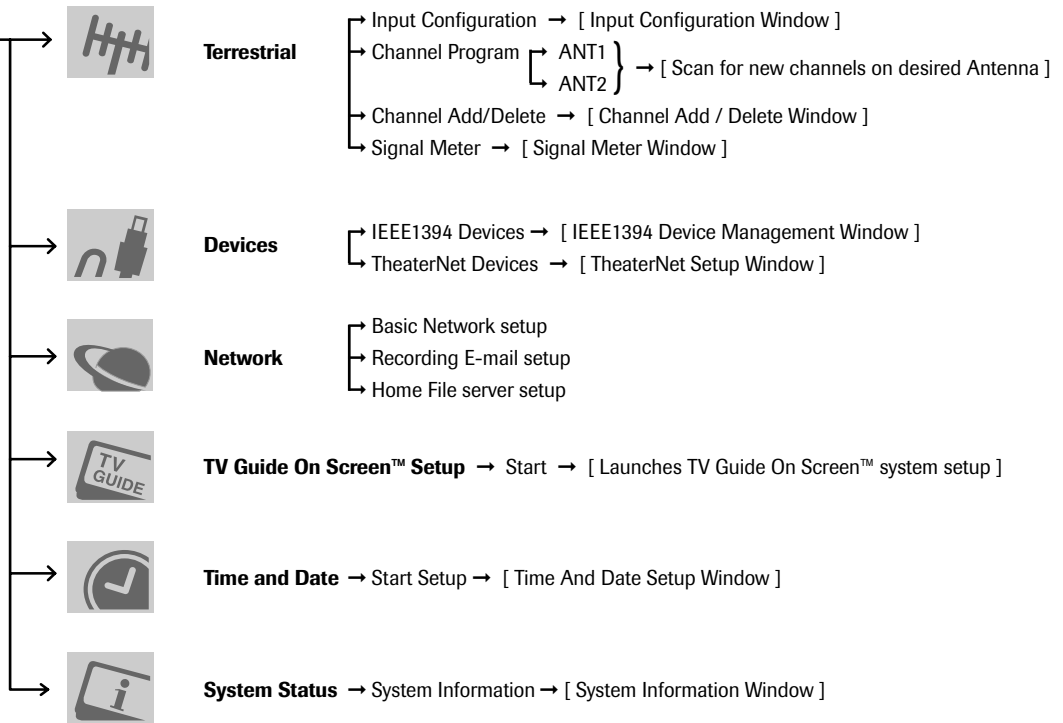 Terrestrial
Input Configuration → [ Input Configuration Window ]
Channel Program → ANT1
→ ANT2 } → [ Scan for new channels on desired Antenna ]
Channel Add/Delete → [ Channel Add / Delete Window ]
Signal Meter → [ Signal Meter Window ]
Devices
IEEE1394 Devices → [ IEEE1394 Device Management Window ]
TheaterNet Devices → [ TheaterNet Setup Window ]
Network
Basic Network setup
Recording E-mail setup
Home File server setup
TV
GUIDE
TV Guide On Screen™ Setup → Start → [ Launches TV Guide On Screen™ system setup ]
Time and Date → Start Setup → [ Time And Date Setup Window ]
i
System Status → System Information → [ System Information Window ]